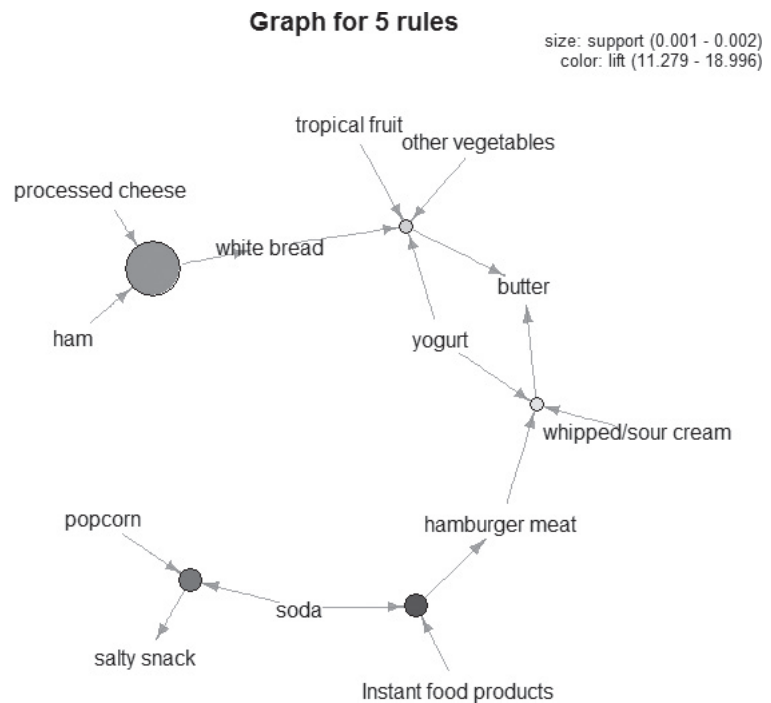 Graph for 5 rules
size: support (0.001 - 0.002)
color: lift (11.279 - 18.996)
tropical fruit
other vegetables
processed cheese
white bread
butter
ham
yogurt
whipped/sour cream
popcorn
hamburger meat
soda
salty snack
Instant food products